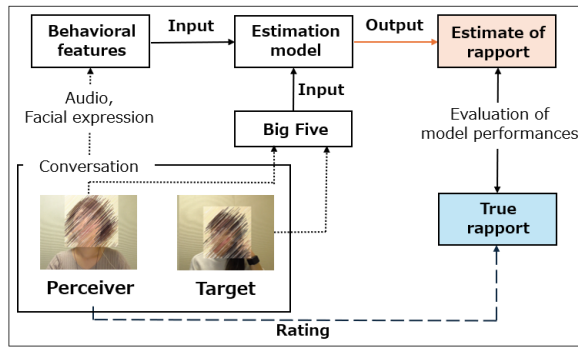 Behavioral
features
Input
Estimation
model
Output
Estimate of
rapport
Audio,
Facial expression
Input
Big Five
Evaluation of
model performances
Conversation
True
rapport
Perceiver
Target
Rating